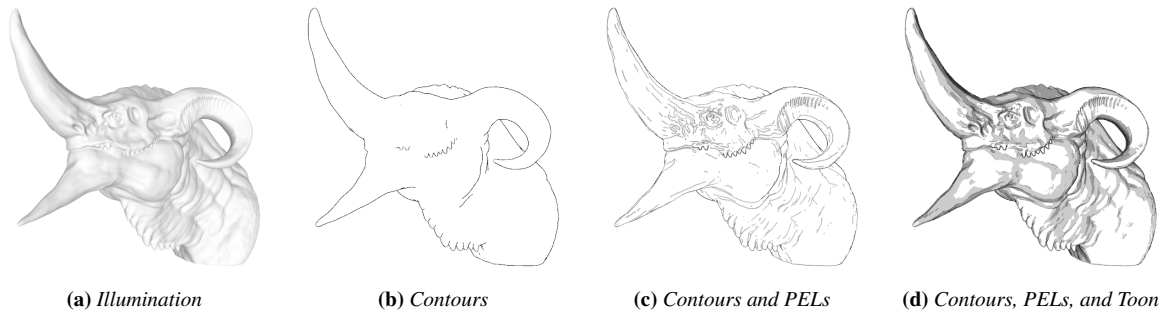 (a) Illumination
(b) Contours
(c) Contours and PELs
(d) Contours, PELs, and Toon